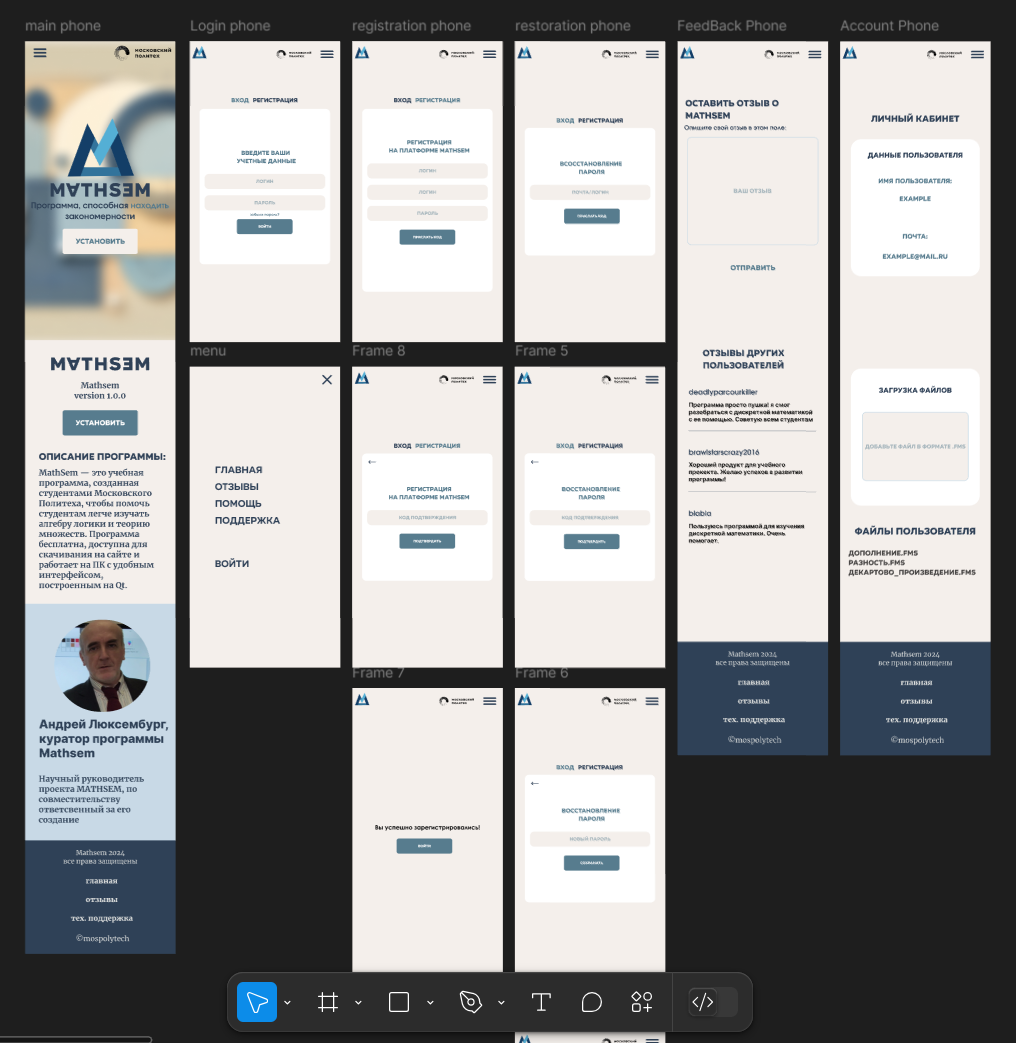 main phone
МОСКОВСКИЙ
ПОЛИТЕХ
MⱯTHSƎM
Программа, способная находить
закономерности
УСТАНОВИТЬ
MⱯTHSƎM
Mathsem
version 1.0.0
УСТАНОВИТЬ
ОПИСАНИЕ ПРОГРАММЫ:
MathSem — это учебная
программа, созданная
студентами Московского
Политеха, чтобы помочь
студентам легче изучать
алгебру логики и теорию
множеств. Программа
бесплатна, доступна для
скачивания на сайте и
работает на ПК с удобным
интерфейсом,
построенным на Qt.
Андрей Люксембург,
куратор программы
Mathsem
Научный руководитель
проекта MATHSEM, по
совместительству
ответсвенный за его
создание
Mathsem 2024
все права защищены
главная
отзывы
тех. поддержка
©mospolytech
Login phone
МОСКОВСКИЙ
ПОЛИТЕХ
ВХОД РЕГИСТРАЦИЯ
ВВЕДИТЕ ВАШИ
УЧЕТНЫЕ ДАННЫЕ
ЛОГИН
ПАРОЛЬ
забыли пароль?
ВОЙТИ
registration phone
МОСКОВСКИЙ
ПОЛИТЕХ
ВХОД РЕГИСТРАЦИЯ
РЕГИСТРАЦИЯ
НА ПЛАТФОРМЕ MATHSEM
ЛОГИН
ЛОГИН
ПАРОЛЬ
ПРИСЛАТЬ КОД
restoration phone
МОСКОВСКИЙ
ПОЛИТЕХ
ВХОД РЕГИСТРАЦИЯ
ВСОССТАНОВЛЕНИЕ
ПАРОЛЯ
ПОЧТА/ЛОГИН
ПРИСЛАТЬ КОД
FeedBack Phone
МОСКОВСКИЙ
ПОЛИТЕХ
ОСТАВИТЬ ОТЗЫВ О
MATHSEM
Опишите свой отзыв в этом поле:
ВАШ ОТЗЫВ
ОТПРАВИТЬ
ОТЗЫВЫ ДРУГИХ
ПОЛЬЗОВАТЕЛЕЙ
deadlyparcourkiller
Программа просто пушка! я смог
разобраться с дискретной математикой
с ее помощью. Советую всем студентам
brawlstarscrazy2016
Хороший продукт для учебного
проекта. Желаю успехов в развитии
программы!
blabla
Пользуюсь программой для изучения
дискретной математики. Очень
помогает.
Mathsem 2024
все права защищены
главная
отзывы
тех. поддержка
©mospolytech
Account Phone
МОСКОВСКИЙ
ПОЛИТЕХ
ЛИЧНЫЙ КАБИНЕТ
ДАННЫЕ ПОЛЬЗОВАТЕЛЯ
ИМЯ ПОЛЬЗОВАТЕЛЯ:
EXAMPLE
ПОЧТА:
EXAMPLE@MAIL.RU
ЗАГРУЗКА ФАЙЛОВ
ДОБАВЬТЕ ФАЙЛ В ФОРМАТЕ .FMS
ФАЙЛЫ ПОЛЬЗОВАТЕЛЯ
ДОПОЛНЕНИЕ.FMS
РАЗНОСТЬ.FMS
ДЕКАРТОВО_ПРОИЗВЕДЕНИЕ.FMS
Mathsem 2024
все права защищены
главная
отзывы
тех. поддержка
©mospolytech
menu
ГЛАВНАЯ
ОТЗЫВЫ
ПОМОЩЬ
ПОДДЕРЖКА
ВОЙТИ
Frame 8
МОСКОВСКИЙ
ПОЛИТЕХ
ВХОД РЕГИСТРАЦИЯ
РЕГИСТРАЦИЯ
НА ПЛАТФОРМЕ MATHSEM
КОД ПОДТВЕРЖДЕНИЯ
ПОДТВЕРДИТЬ
Frame 5
МОСКОВСКИЙ
ПОЛИТЕХ
ВХОД РЕГИСТРАЦИЯ
ВОССТАНОВЛЕНИЕ
ПАРОЛЯ
КОД ПОДТВЕРЖДЕНИЯ
ПОДТВЕРДИТЬ
Frame 7
МОСКОВСКИЙ
ПОЛИТЕХ
Вы успешно зарегистрировались!
ВОЙТИ
Frame 6
МОСКОВСКИЙ
ПОЛИТЕХ
ВХОД РЕГИСТРАЦИЯ
ВОССТАНОВЛЕНИЕ
ПАРОЛЯ
НОВЫЙ ПАРОЛЬ
СОХРАНИТЬ
МОСКОВСКИЙ